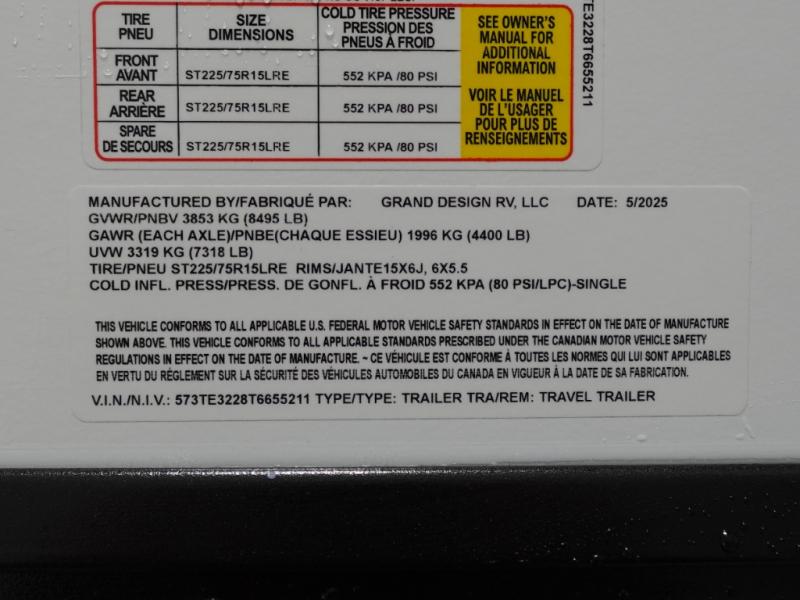 TIRE SIZE COLD TIRE PRESSURE
PNEU DIMENSIONS PRESSION DES
PNEUS À FROID
FRONT
AVANT ST225/75R15LRE 552 KPA /80 PSI
REAR
ARRIÈRE ST225/75R15LRE 552 KPA /80 PSI
SPARE
DE SECOURS ST225/75R15LRE 552 KPA /80 PSI
SEE OWNER'S
MANUAL FOR
ADDITIONAL
INFORMATION
VOIR LE MANUEL
DE L'USAGER
POUR PLUS DE
RENSEIGNEMENTS
TE3228T6655211
MANUFACTURED BY/FABRIQUÉ PAR: GRAND DESIGN RV, LLC DATE: 5/2025
GVWR/PNBV 3853 KG (8495 LB)
GAWR (EACH AXLE)/PNBE(CHAQUE ESSIEU) 1996 KG (4400 LB)
UVW 3319 KG (7318 LB)
TIRE/PNEU ST225/75R15LRE RIMS/JANTE15X6J, 6X5.5
COLD INFL. PRESS/PRESS. DE GONFL. À FROID 552 KPA (80 PSI/LPC)-SINGLE
THIS VEHICLE CONFORMS TO ALL APPLICABLE U.S. FEDERAL MOTOR VEHICLE SAFETY STANDARDS IN EFFECT ON THE DATE OF MANUFACTURE
SHOWN ABOVE. THIS VEHICLE CONFORMS TO ALL APPLICABLE STANDARDS PRESCRIBED UNDER THE CANADIAN MOTOR VEHICLE SAFETY
REGULATIONS IN EFFECT ON THE DATE OF MANUFACTURE. ~ CE VÉHICULE EST CONFORME À TOUTES LES NORMES QUI LUI SONT APPLICABLES
EN VERTU DU RÉGLEMENT SUR LA SÉCURITÉ DES VÉHICULES AUTOMOBILES DU CANADA EN VIGUEUR À LA DATE DE SA FABRICATION.
V.I.N./N.I.V.: 573TE3228T6655211 TYPE/TYPE: TRAILER TRA/REM: TRAVEL TRAILER